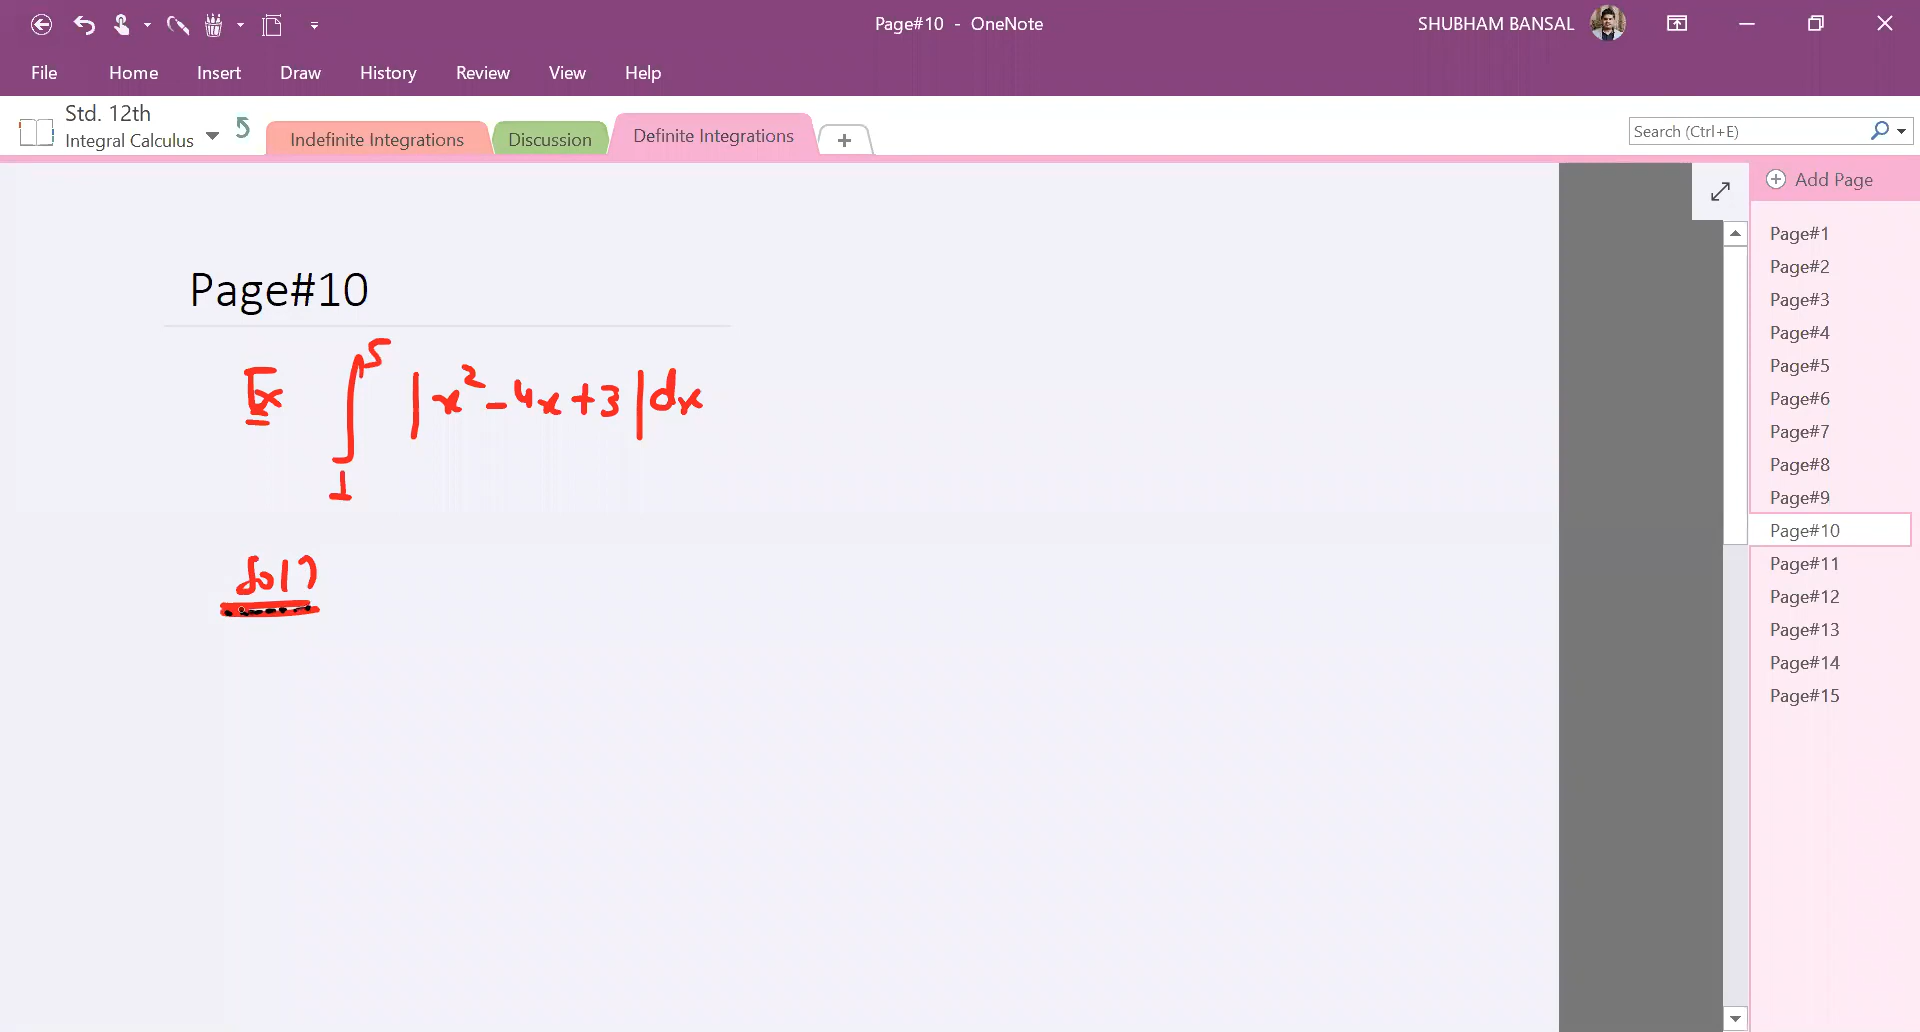 Page#10 - OneNote
SHUBHAM BANSAL
File Home Insert Draw History Review View Help
Std. 12th
Integral Calculus
Indefinite Integrations
Discussion
Definite Integrations
+
Search (Ctrl+E)
Add Page
Page#1
Page#2
Page#3
Page#4
Page#5
Page#6
Page#7
Page#8
Page#9
Page#10
Page#11
Page#12
Page#13
Page#14
Page#15
Page#10
Ex ∫₁⁵ |x²-4x+3|dx
Sol?